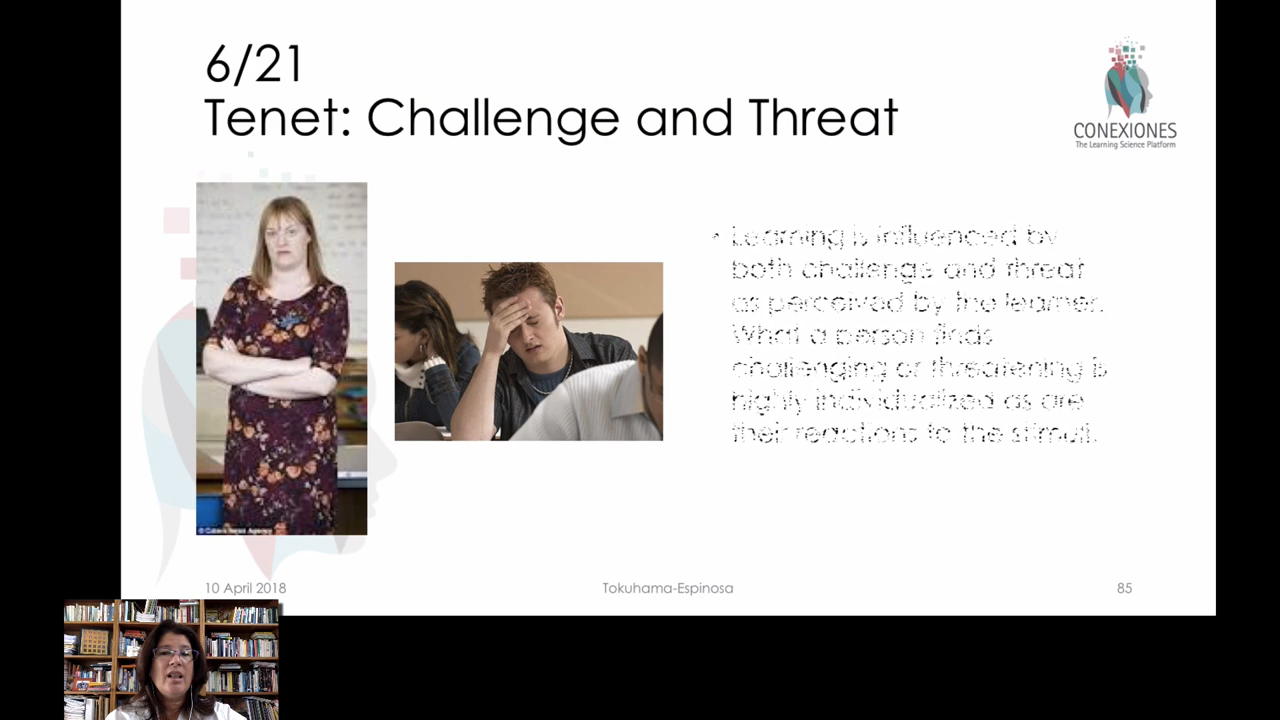 6/21
Tenet: Challenge and Threat
CONEXIONES
The Learning Science Platform
• Learning is influenced by
both challenge and threat
as perceived by the learner.
What a person finds
challenging or threatening is
highly individualized as are
their reactions to the stimuli.
10 April 2018
Tokuhama-Espinosa
85